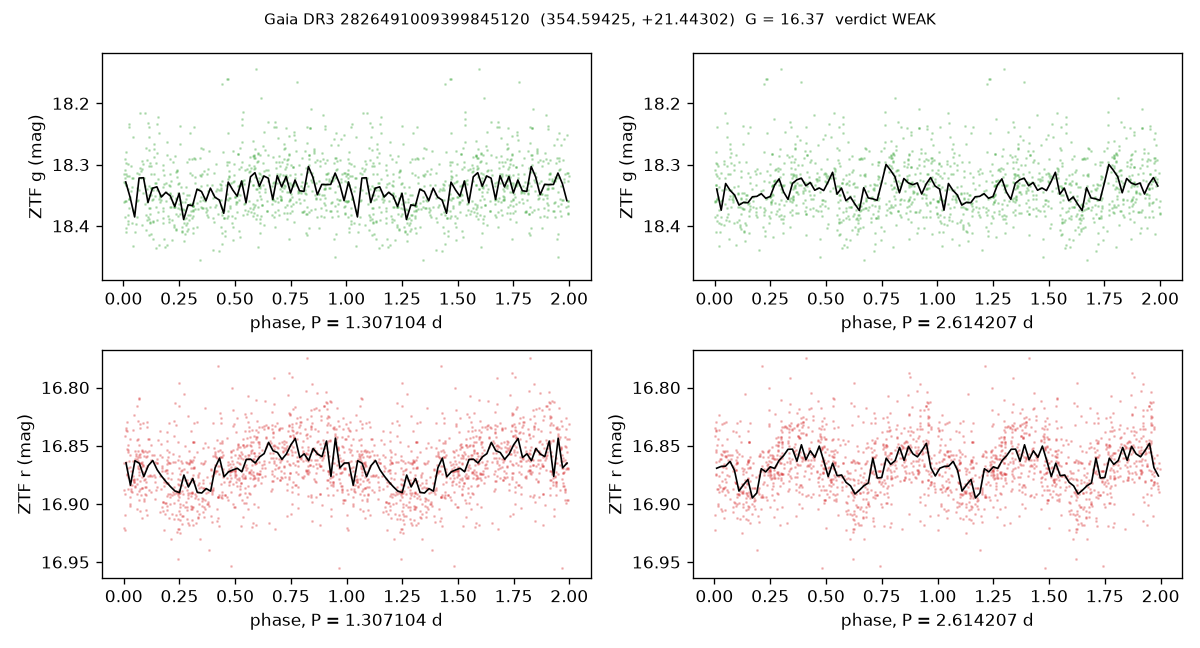 Gaia DR3 2826491009399845120  (354.59425, +21.44302)  G = 16.37  verdict WEAK
ZTF g (mag)
18.2
18.3
18.4
0.00 0.25 0.50 0.75 1.00 1.25 1.50 1.75 2.00
phase, P = 1.307104 d
ZTF g (mag)
18.2
18.3
18.4
0.00 0.25 0.50 0.75 1.00 1.25 1.50 1.75 2.00
phase, P = 2.614207 d
ZTF r (mag)
16.80
16.85
16.90
16.95
0.00 0.25 0.50 0.75 1.00 1.25 1.50 1.75 2.00
phase, P = 1.307104 d
ZTF r (mag)
16.80
16.85
16.90
16.95
0.00 0.25 0.50 0.75 1.00 1.25 1.50 1.75 2.00
phase, P = 2.614207 d